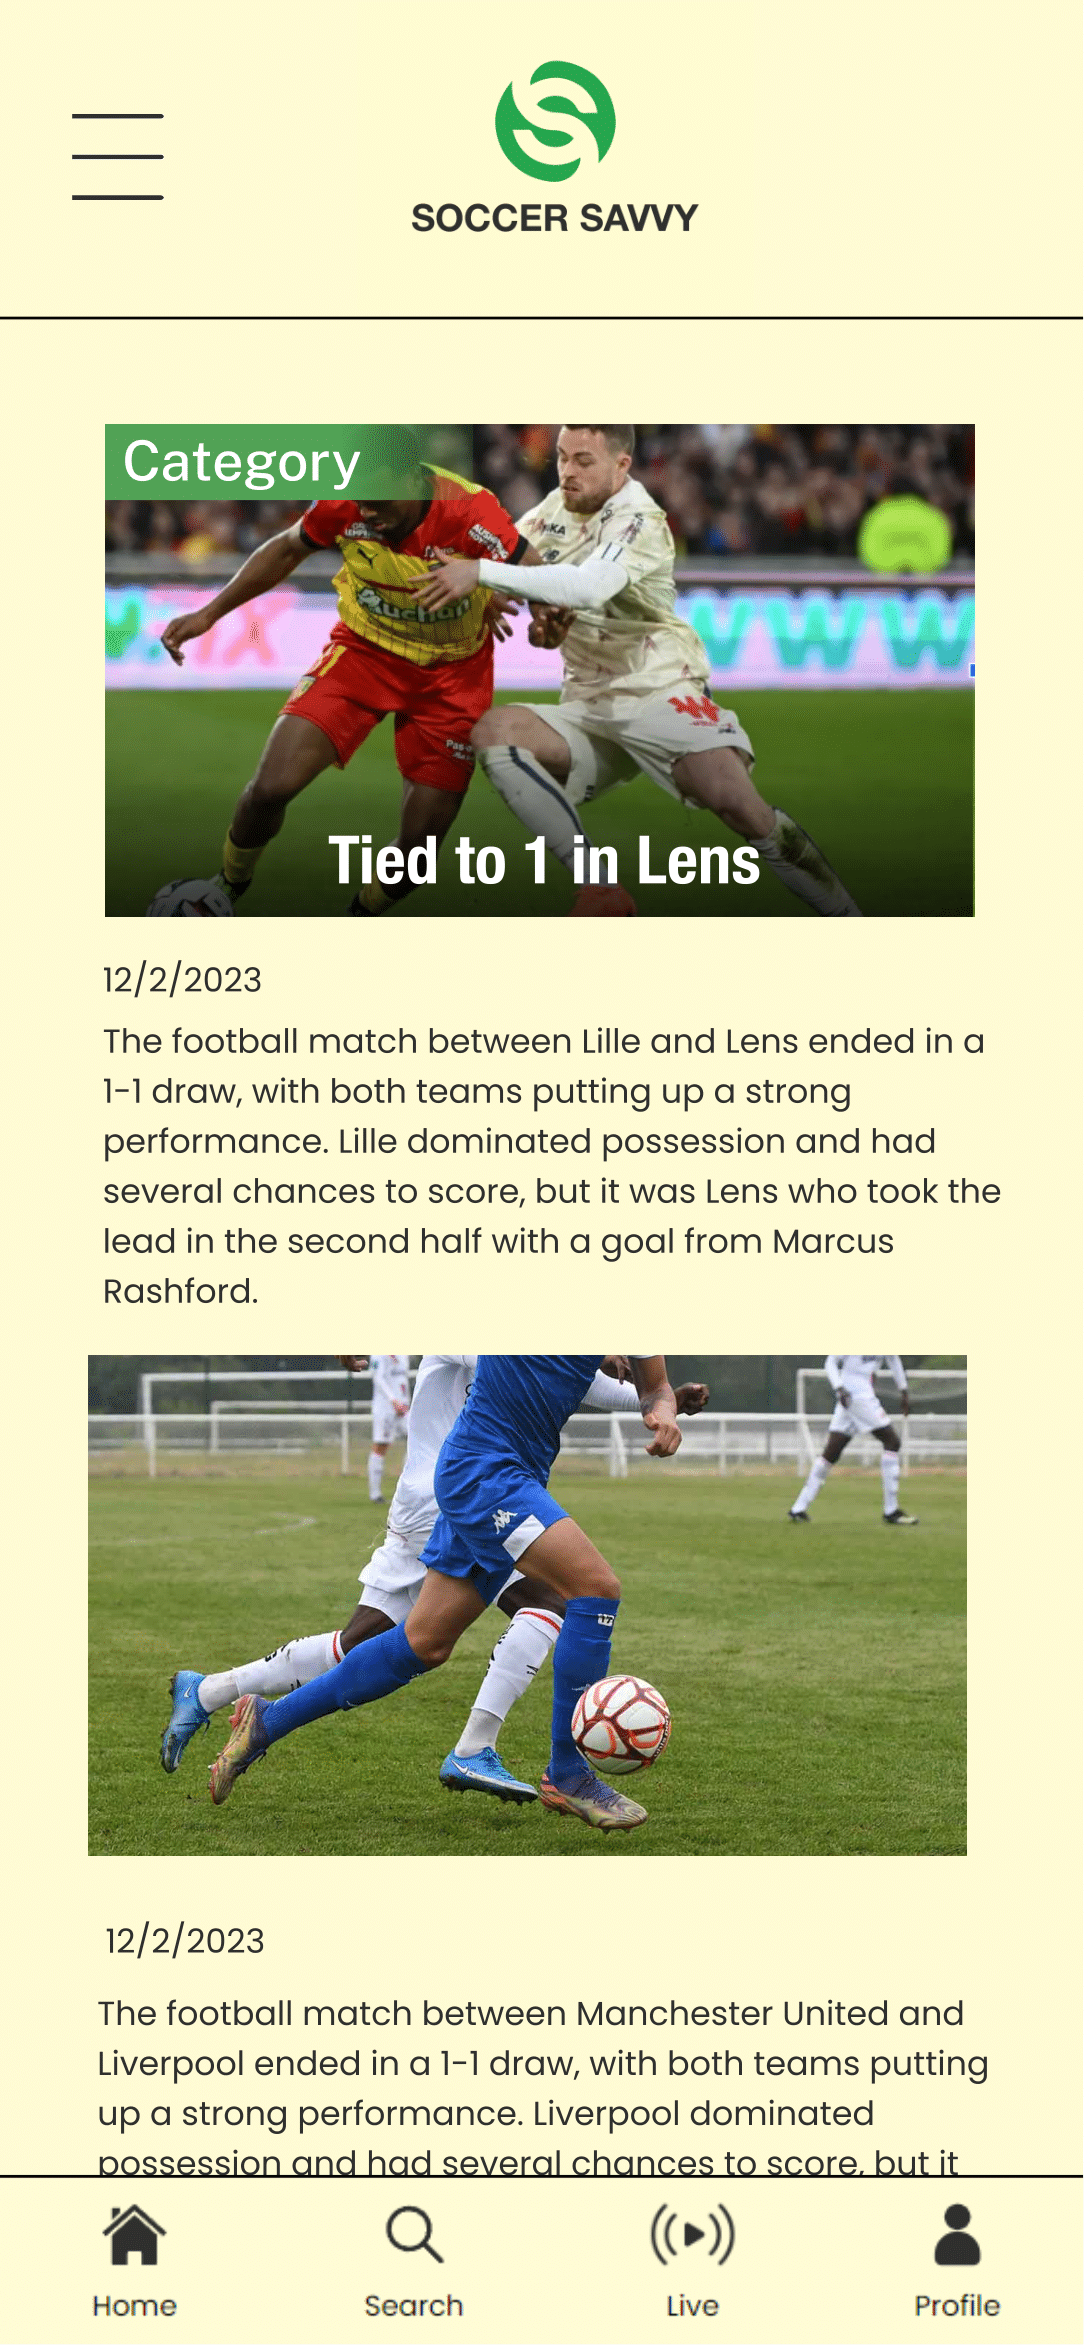 SOCCER SAVVY
Category
Auchan
WWW
Tied to 1 in Lens
12/2/2023
The football match between Lille and Lens ended in a
1-1 draw, with both teams putting up a strong
performance. Lille dominated possession and had
several chances to score, but it was Lens who took the
lead in the second half with a goal from Marcus
Rashford.
12/2/2023
The football match between Manchester United and
Liverpool ended in a 1-1 draw, with both teams putting
up a strong performance. Liverpool dominated
possession and had several chances to score, but it
Home
Search
Live
Profile